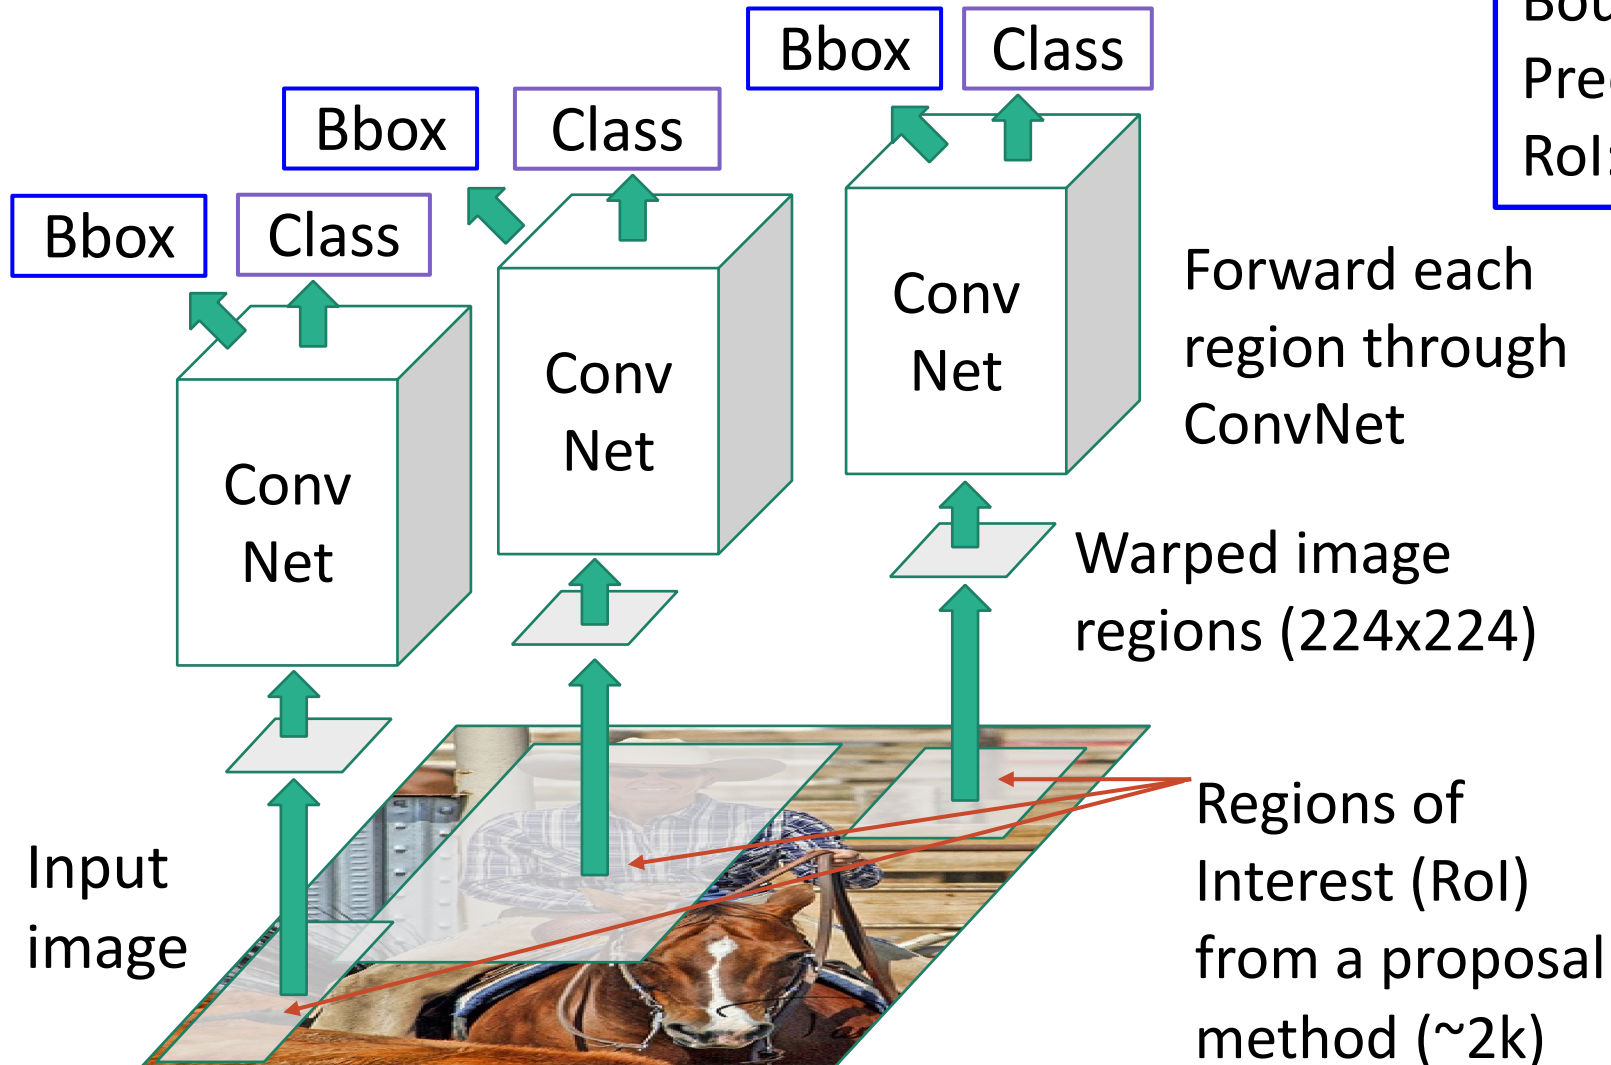 Bbox
Class
Bbox
Class
Bbox
Class
Conv
Net
Conv
Net
Conv
Net
Forward each
region through
ConvNet
Warped image
regions (224x224)
Input
image
Regions of
Interest (RoI)
from a proposal
method (~2k)